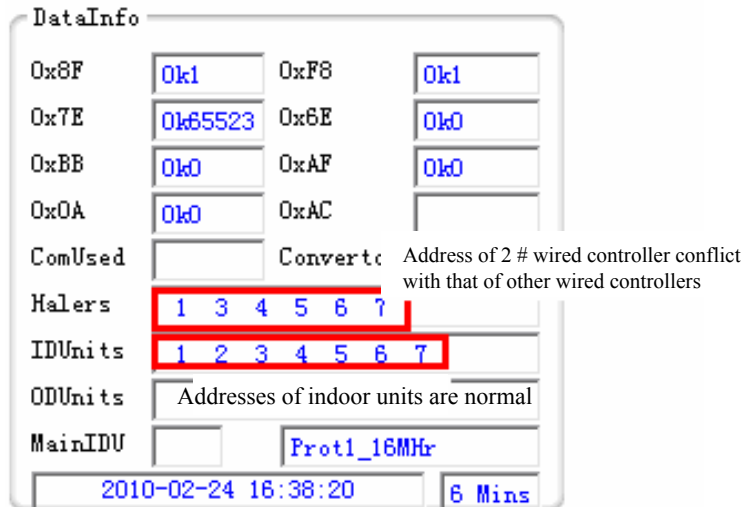 DataInfo
0x8F 0k1 0xF8 0k1
0x7E 0k65523 0x6E 0k0
0xBB 0k0 0xAF 0k0
0x0A 0k0 0xAC
ComUsed Converto
Address of 2 # wired controller conflict
with that of other wired controllers
Halers 1 3 4 5 6 7
IDUnits 1 2 3 4 5 6 7
ODUnits Addresses of indoor units are normal
MainIDU Prot1_16MHr
2010-02-24 16:38:20 6 Mins